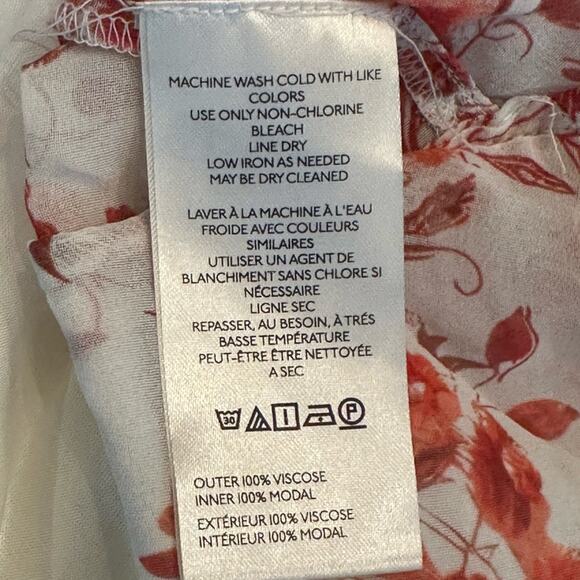 MACHINE WASH COLD WITH LIKE
COLORS
USE ONLY NON-CHLORINE
BLEACH
LINE DRY
LOW IRON AS NEEDED
MAY BE DRY CLEANED
LAVER À LA MACHINE À L'EAU
FROIDE AVEC COULEURS
SIMILAIRES
UTILISER UN AGENT DE
BLANCHIMENT SANS CHLORE SI
NÉCESSAIRE
LIGNE SEC
REPASSER, AU BESOIN, À TRÉS
BASSE TEMPÉRATURE
PEUT-ÊTRE ÊTRE NETTOYÉE
A SEC
30 P
OUTER 100% VISCOSE
INNER 100% MODAL
EXTÉRIEUR 100% VISCOSE
INTÉRIEUR 100% MODAL